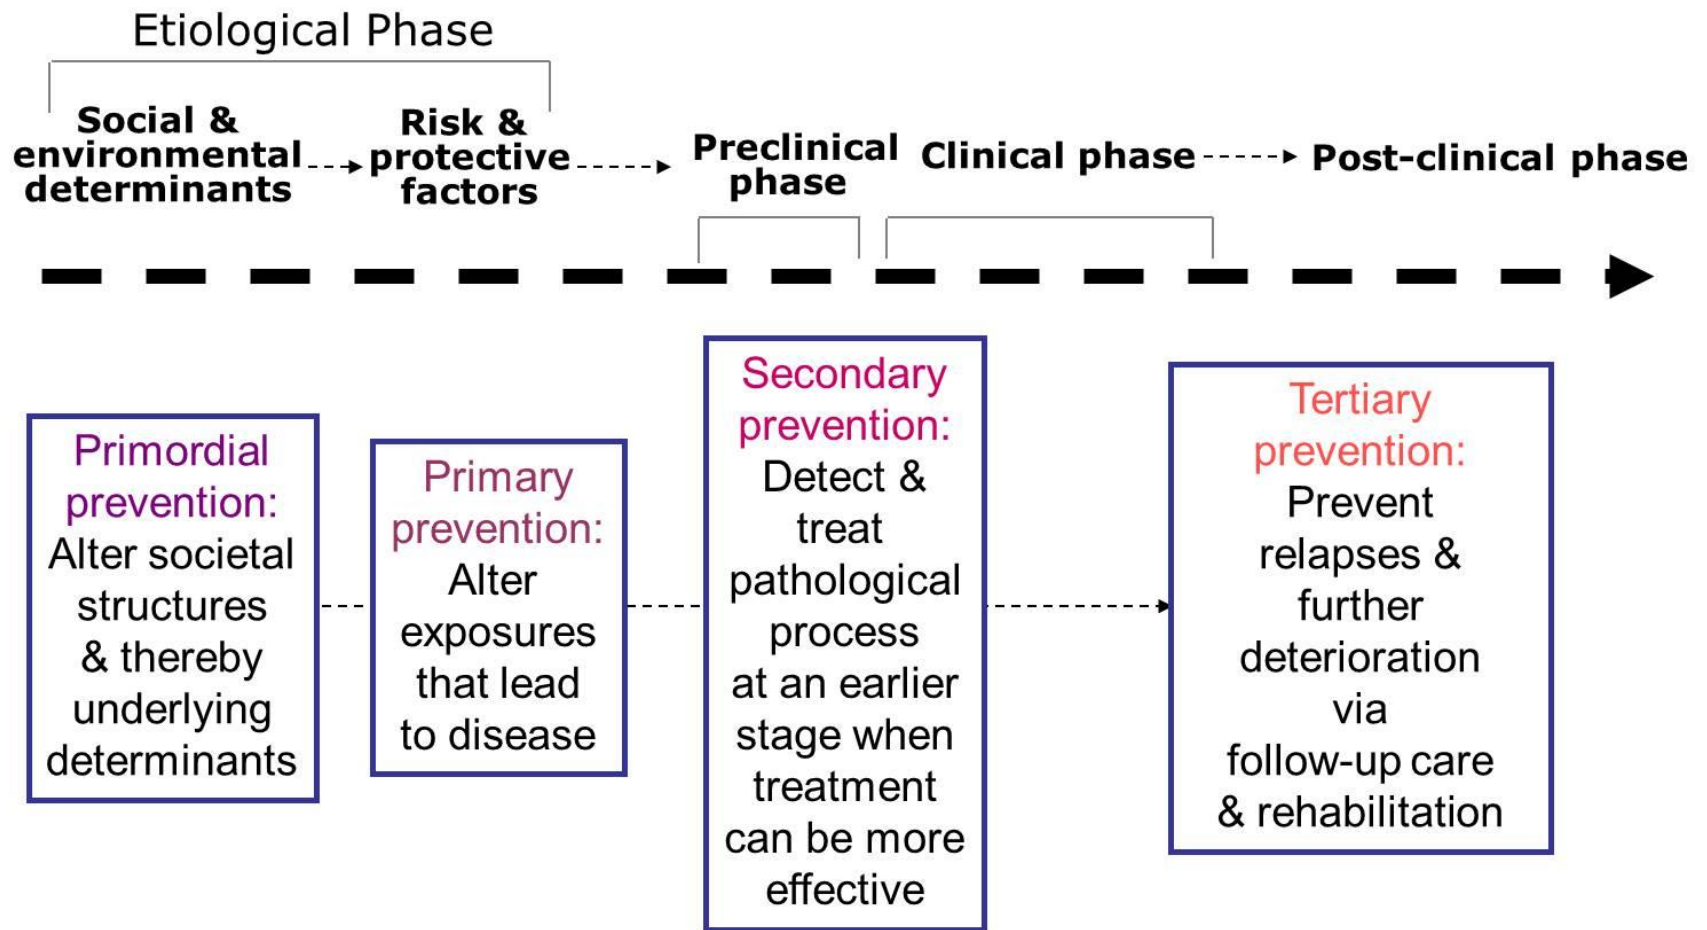 Etiological Phase
Social &
environmental
determinants
Risk &
protective
factors
Preclinical
phase
Clinical phase
Post-clinical phase
Primordial
prevention:
Alter societal
structures
& thereby
underlying
determinants
Primary
prevention:
Alter
exposures
that lead
to disease
Secondary
prevention:
Detect &
treat
pathological
process
at an earlier
stage when
treatment
can be more
effective
Tertiary
prevention:
Prevent
relapses &
further
deterioration
via
follow-up care
& rehabilitation